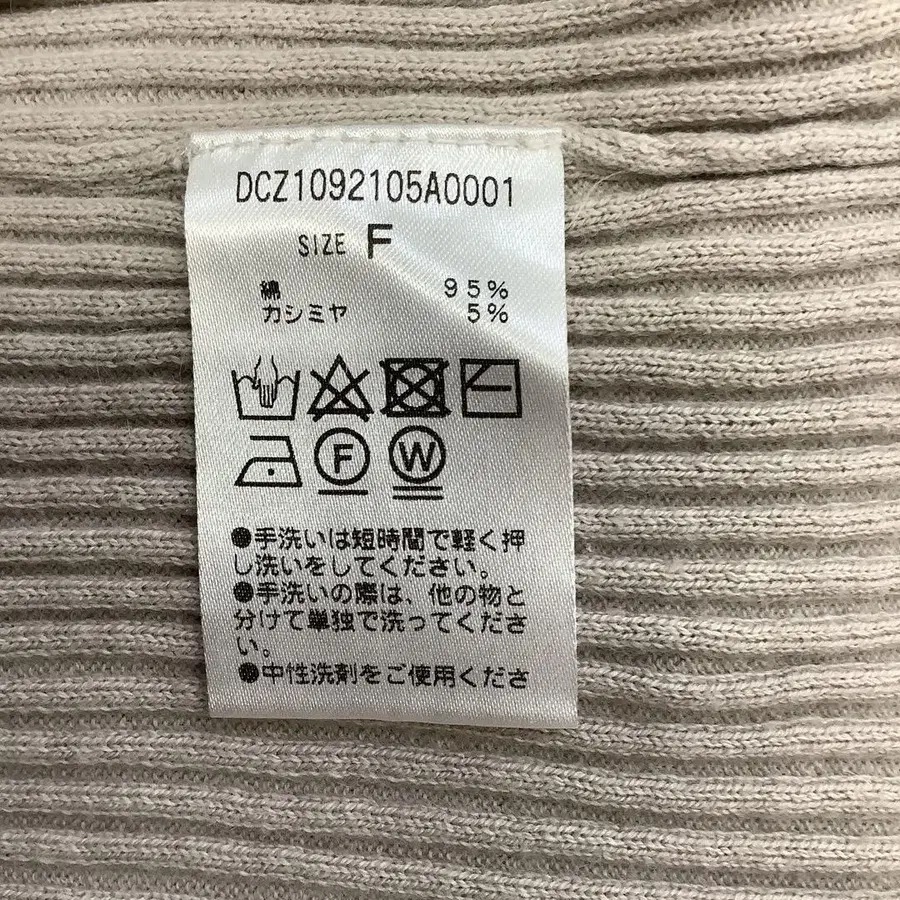 DCZ1092105A0001
SIZE F
綿 95%
カシミヤ 5%
F W
●手洗いは短時間で軽く押
し洗いをしてください。
●手洗いの際は、他の物と
分けて単独で洗ってくださ
い。
●中性洗剤をご使用くださ